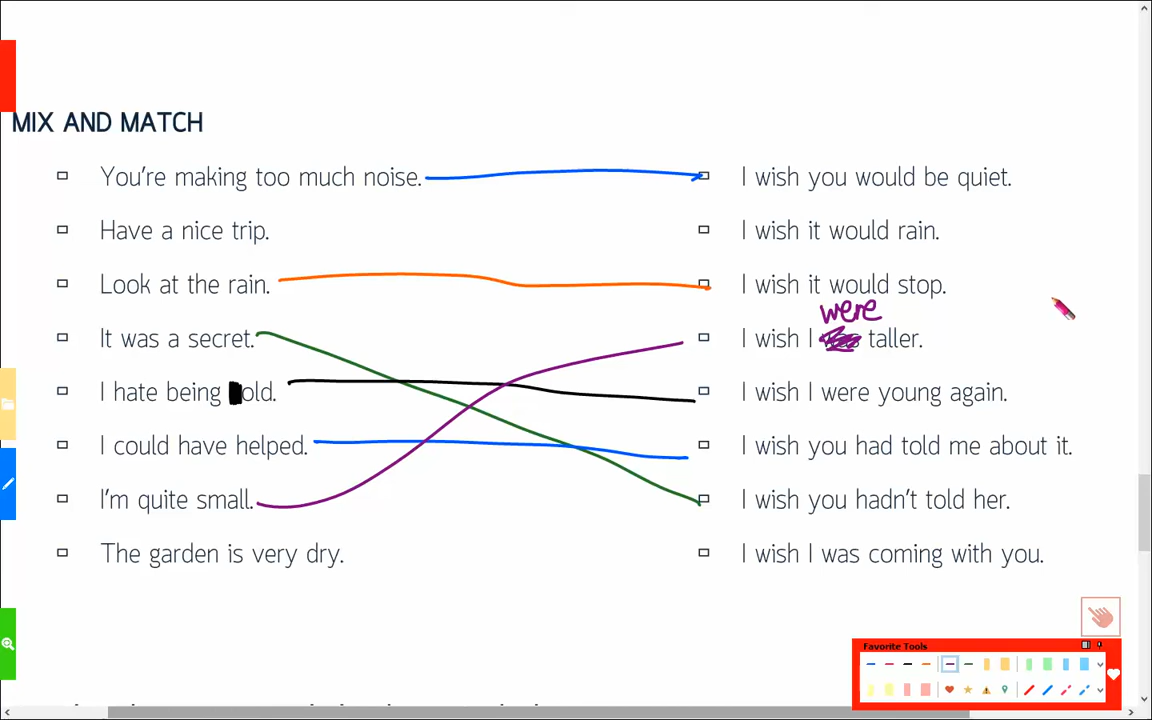 MIX AND MATCH
You're making too much noise. I wish you would be quiet.
Have a nice trip. I wish it would rain.
Look at the rain. I wish it would stop.
were
It was a secret. I wish I taller.
I hate being old. I wish I were young again.
I could have helped. I wish you had told me about it.
I'm quite small. I wish you hadn't told her.
The garden is very dry. I wish I was coming with you.
Favorite Tools